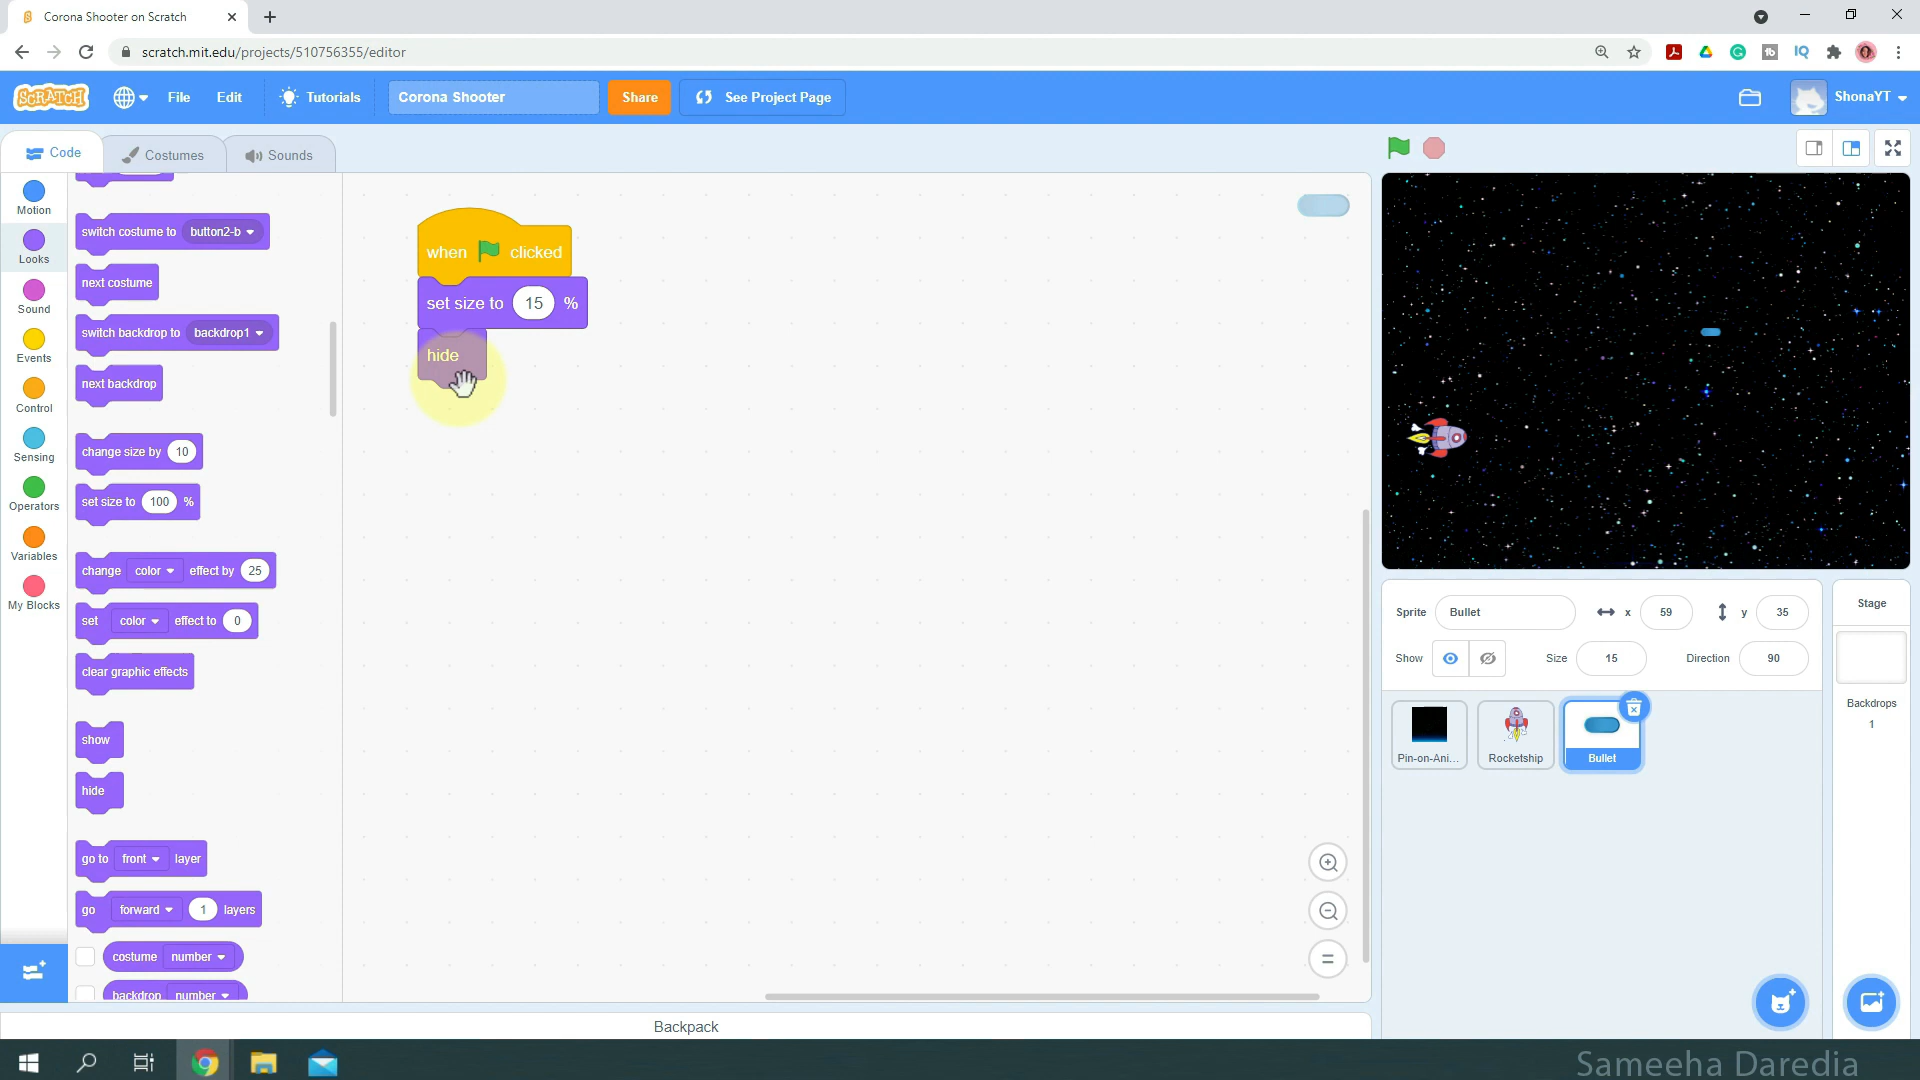 Corona Shooter on Scratch
scratch.mit.edu/projects/510756355/editor
SCRATCH
File
Edit
Tutorials
Corona Shooter
Share
See Project Page
ShonaYT
Code
Costumes
Sounds
Motion
Looks
Sound
Events
Control
Sensing
Operators
Variables
My Blocks
switch costume to button2-b
next costume
switch backdrop to backdrop1
next backdrop
change size by 10
set size to 100 %
change color effect by 25
set color effect to 0
clear graphic effects
show
hide
go to front layer
go forward 1 layers
costume number
backdrop number
when clicked
set size to 15 %
hide
Sprite Bullet x 59 y 35
Show Size 15 Direction 90
Pin-on-Ani...
Rocketship
Bullet
Stage
Backdrops
1
Backpack
Sameeha Daredia